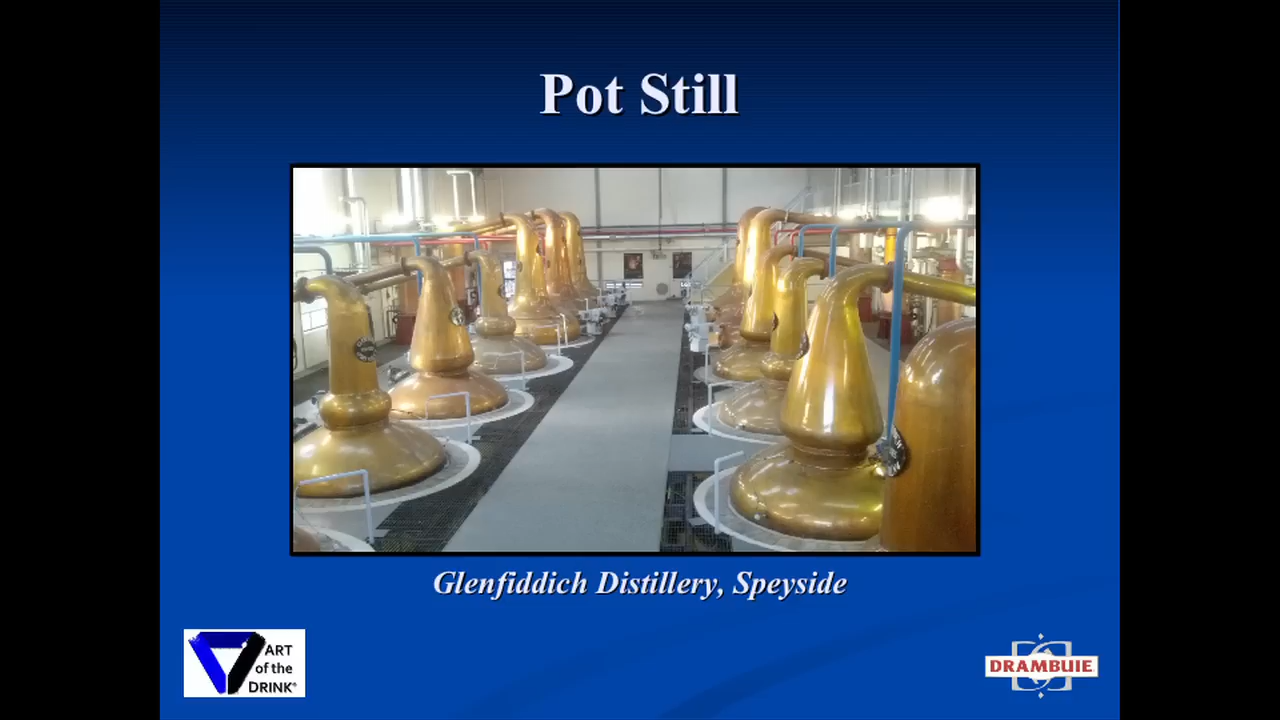 Pot Still
Glenfiddich Distillery, Speyside
ART
of the
DRINK®
DRAMBUIE